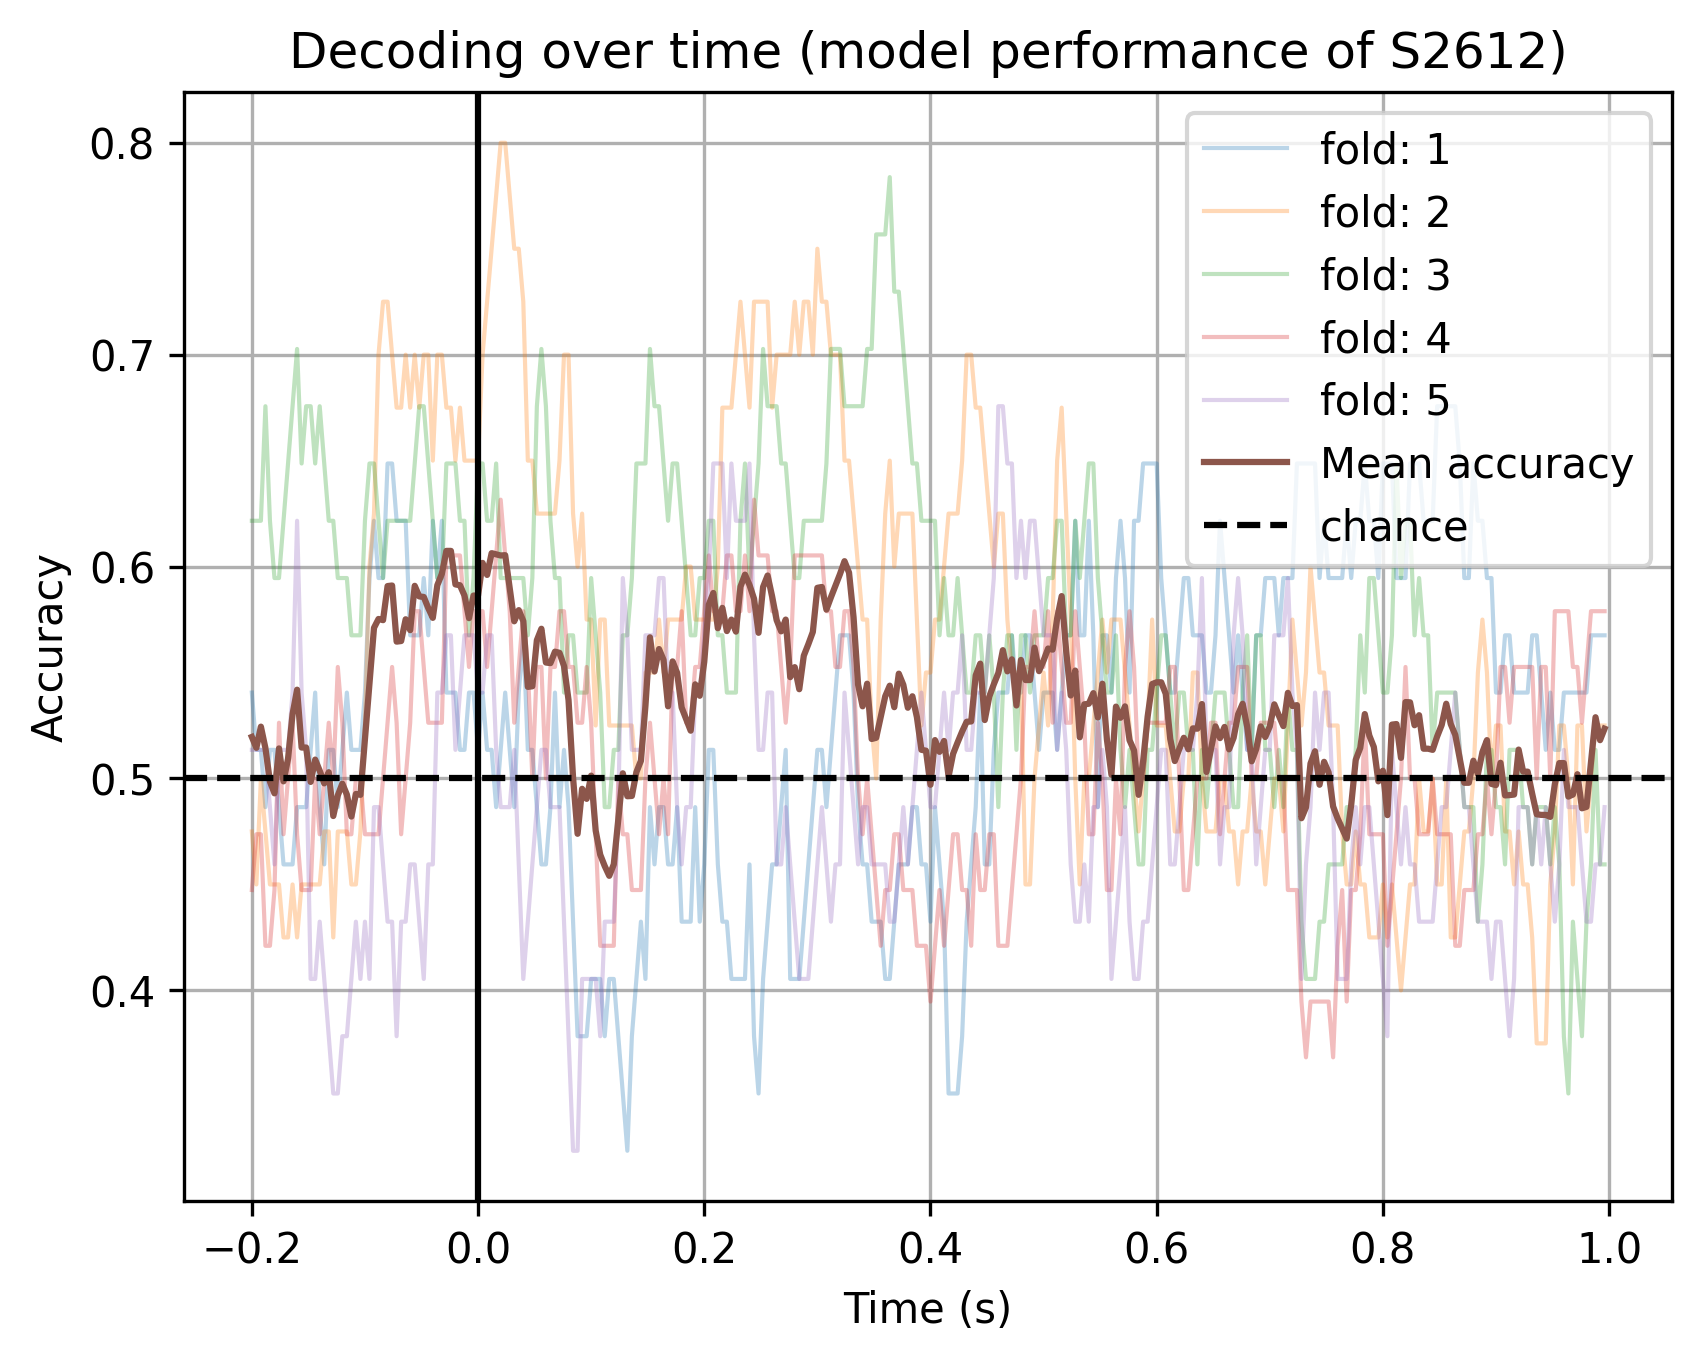 Decoding over time (model performance of S2612)
Accuracy
0.8
0.7
0.6
0.5
0.4
fold: 1
fold: 2
fold: 3
fold: 4
fold: 5
Mean accuracy
chance
−0.2 0.0 0.2 0.4 0.6 0.8 1.0
Time (s)